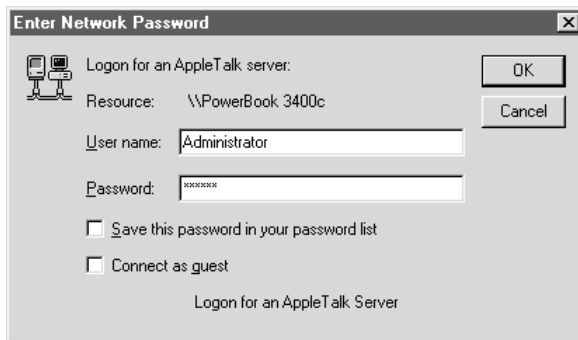 Enter Network Password
Logon for an AppleTalk server:
OK
Resource: \\PowerBook 3400c
Cancel
User name: Administrator
Password: ******
Save this password in your password list
Connect as guest
Logon for an AppleTalk Server